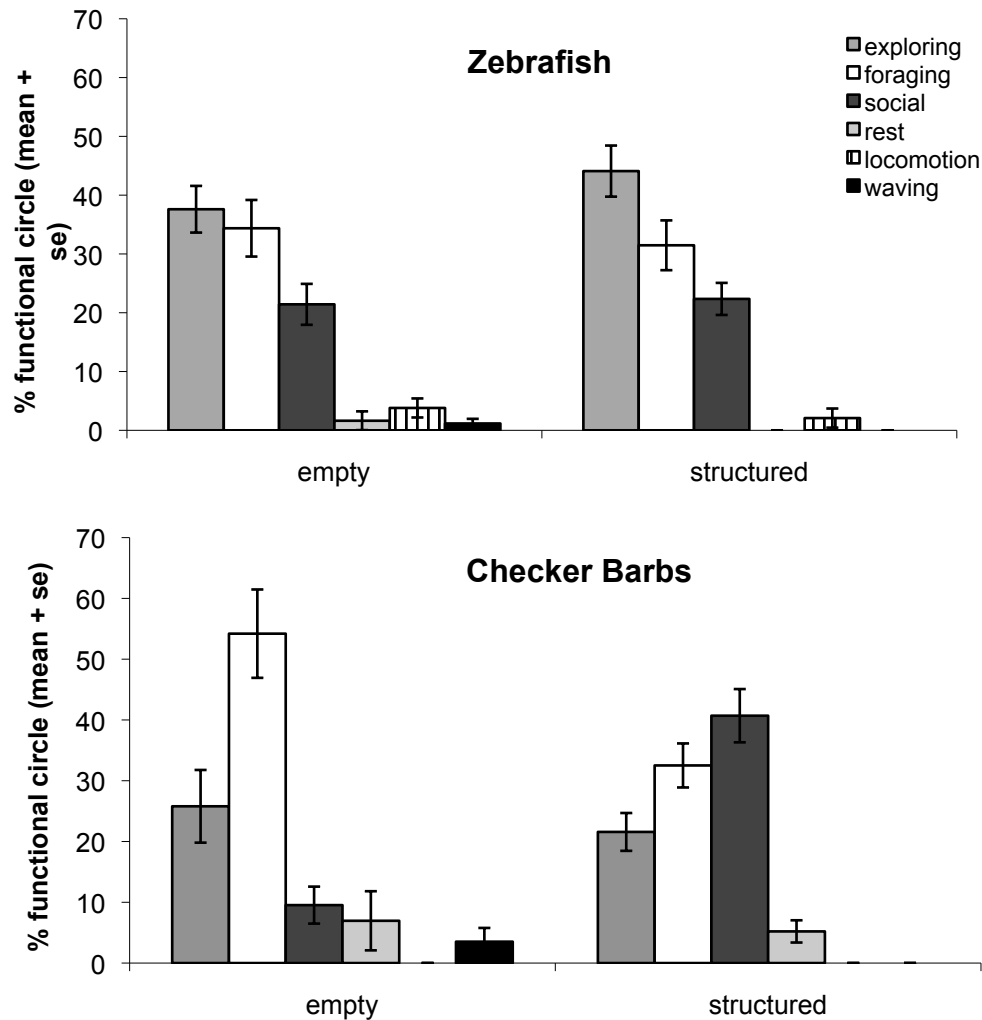 70
60
50
40
30
20
10
0
% functional circle (mean +
se)
Zebrafish
exploring
foraging
social
rest
locomotion
waving
empty structured
70
60
50
40
30
20
10
0
% functional circle (mean + se)
Checker Barbs
empty structured